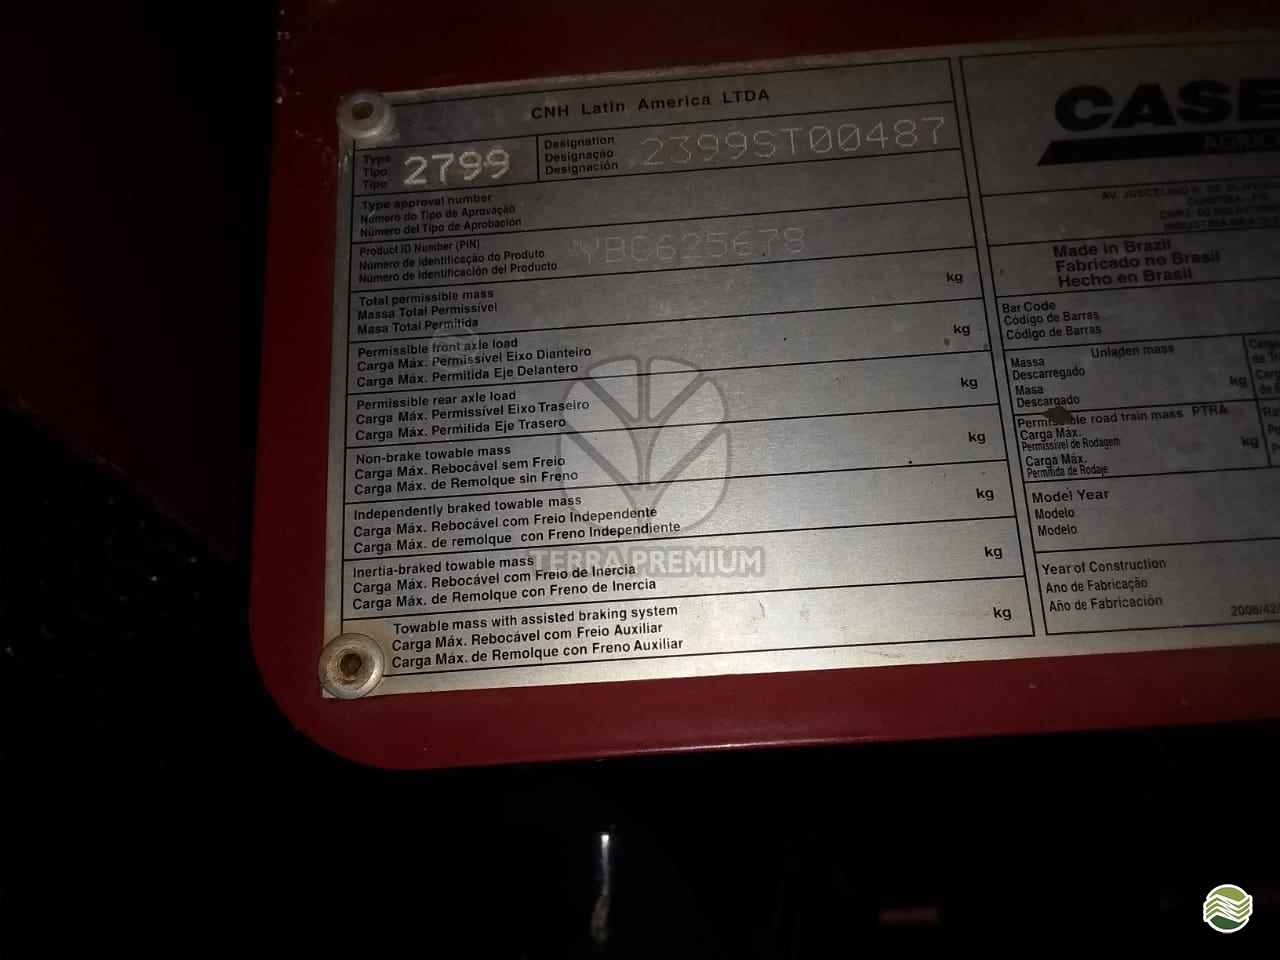 CNH Latin America LTDA
Type
Tipo
Tipo
2799
Designation
Designação
Designación
2399ST00487
Type approval number
Número do Tipo de Aprovação
Número del Tipo de Aprobación
Product ID Number (PIN)
Número de Identificação do Produto
Número de Identificación del Producto
YBC625678
Total permissible mass
Massa Total Permissível
Masa Total Permitida
kg
Permissible front axle load
Carga Máx. Permissível Eixo Dianteiro
Carga Máx. Permitida Eje Delantero
kg
Permissible rear axle load
Carga Máx. Permissível Eixo Traseiro
Carga Máx. Permitida Eje Trasero
kg
Non-brake towable mass
Carga Máx. Rebocável sem Freio
Carga Máx. de Remolque sin Freno
kg
Independently braked towable mass
Carga Máx. Rebocável com Freio Independente
Carga Máx. de remolque con Freno Independiente
kg
Inertia-braked towable mass
Carga Máx. Rebocável com Freio de Inercia
Carga Máx. de Remolque con Freno de Inercia
kg
Towable mass with assisted braking system
Carga Máx. Rebocável com Freio Auxiliar
Carga Máx. de Remolque con Freno Auxiliar
kg
CASE
Made in Brazil
Fabricado no Brasil
Hecho en Brasil
Bar Code
Código de Barras
Código de Barras
Unladen mass
Massa
Descarregado
Masa
Descargado
kg
Permissible road train mass PTRA
Carga Máx.
Permissível de Rodagem
Carga Máx.
Permitida de Rodaje
kg
Model Year
Modelo
Modelo
Year of Construction
Ano de Fabricação
Año de Fabricación
2006/42/
TERRA PREMIUM